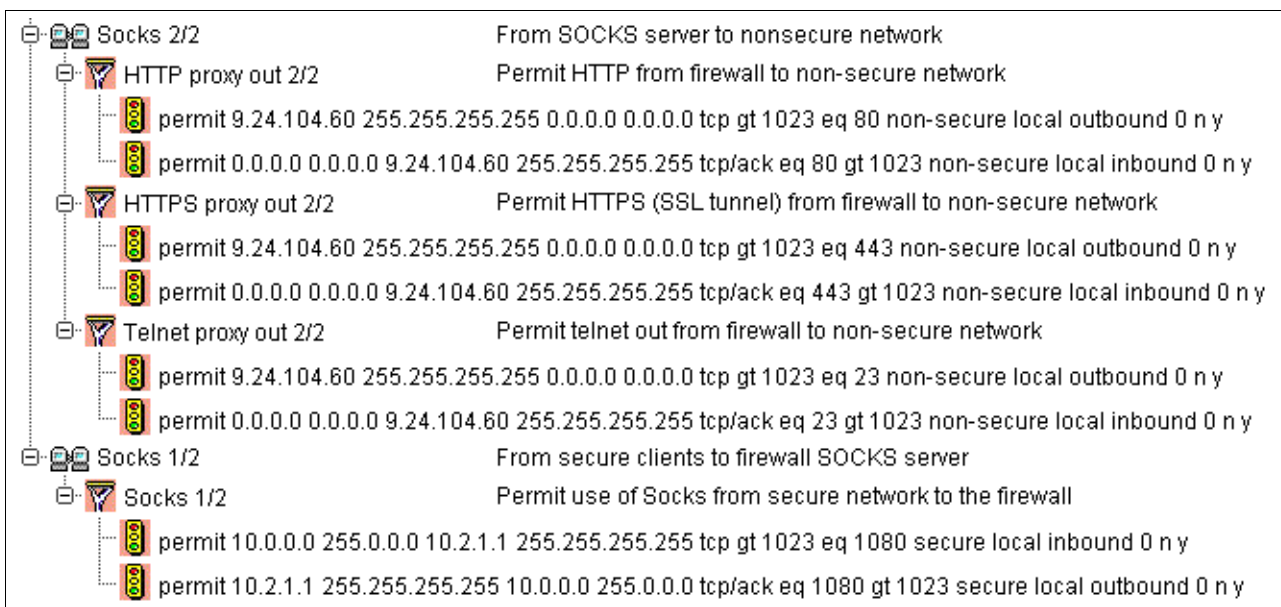 Socks 2/2 From SOCKS server to nonsecure network
HTTP proxy out 2/2 Permit HTTP from firewall to non-secure network
permit 9.24.104.60 255.255.255.255 0.0.0.0 0.0.0.0 tcp gt 1023 eq 80 non-secure local outbound 0 n y
permit 0.0.0.0 0.0.0.0 9.24.104.60 255.255.255.255 tcp/ack eq 80 gt 1023 non-secure local inbound 0 n y
HTTPS proxy out 2/2 Permit HTTPS (SSL tunnel) from firewall to non-secure network
permit 9.24.104.60 255.255.255.255 0.0.0.0 0.0.0.0 tcp gt 1023 eq 443 non-secure local outbound 0 n y
permit 0.0.0.0 0.0.0.0 9.24.104.60 255.255.255.255 tcp/ack eq 443 gt 1023 non-secure local inbound 0 n y
Telnet proxy out 2/2 Permit telnet out from firewall to non-secure network
permit 9.24.104.60 255.255.255.255 0.0.0.0 0.0.0.0 tcp gt 1023 eq 23 non-secure local outbound 0 n y
permit 0.0.0.0 0.0.0.0 9.24.104.60 255.255.255.255 tcp/ack eq 23 gt 1023 non-secure local inbound 0 n y
Socks 1/2 From secure clients to firewall SOCKS server
Socks 1/2 Permit use of Socks from secure network to the firewall
permit 10.0.0.0 255.0.0.0 10.2.1.1 255.255.255.255 tcp gt 1023 eq 1080 secure local inbound 0 n y
permit 10.2.1.1 255.255.255.255 10.0.0.0 255.0.0.0 tcp/ack eq 1080 gt 1023 secure local outbound 0 n y